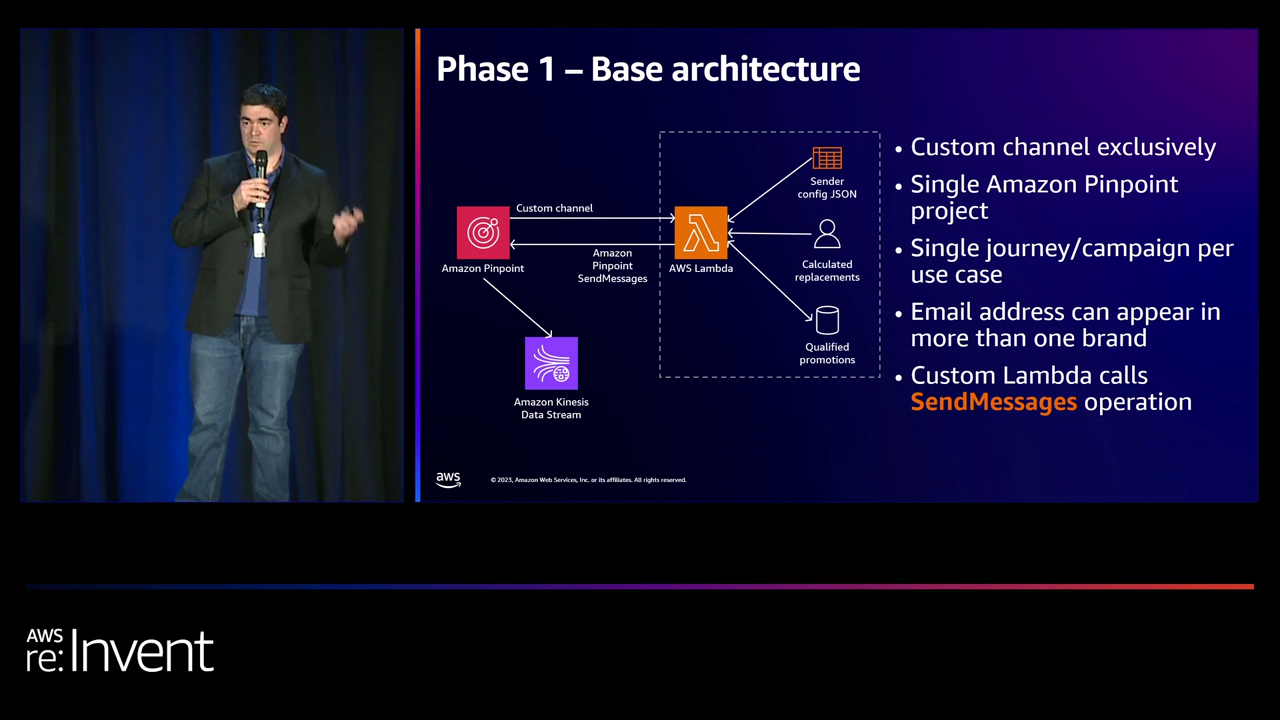 Phase 1 – Base architecture
Custom channel
Amazon
Pinpoint
SendMessages
Amazon Pinpoint
AWS Lambda
Sender
config JSON
Calculated
replacements
Qualified
promotions
Amazon Kinesis
Data Stream
• Custom channel exclusively
• Single Amazon Pinpoint
project
• Single journey/campaign per
use case
• Email address can appear in
more than one brand
• Custom Lambda calls
SendMessages operation
aws
© 2023, Amazon Web Services, Inc. or its affiliates. All rights reserved.
AWS
re:Invent